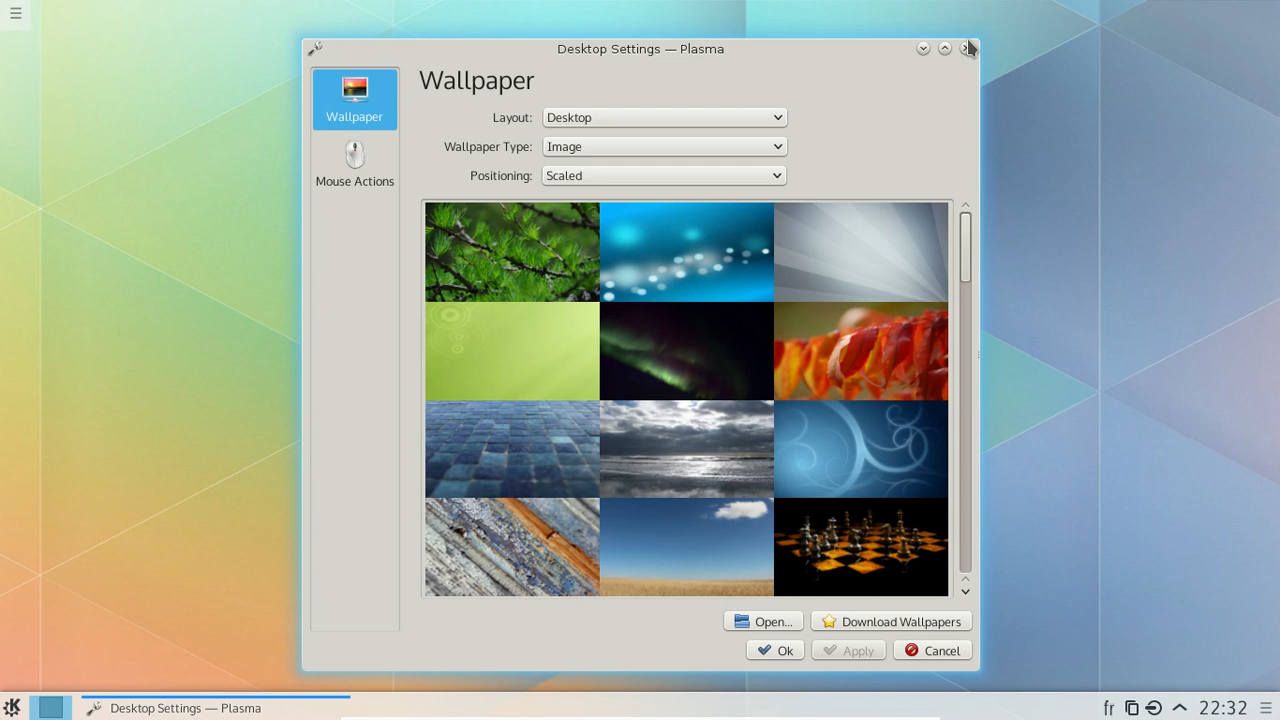 Desktop Settings — Plasma
Wallpaper
Wallpaper
Mouse Actions
Layout: Desktop
Wallpaper Type: Image
Positioning: Scaled
Open...
Download Wallpapers
Ok
Apply
Cancel
Desktop Settings — Plasma
fr
22:32